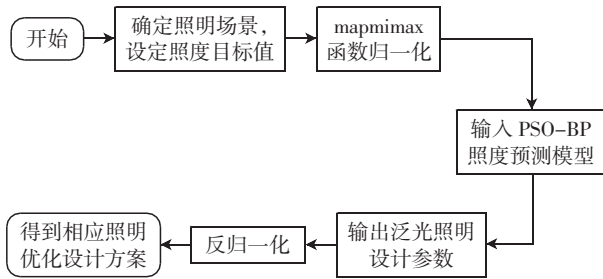 开始
确定照明场景，
设定照度目标值
mapmimax
函数归一化
输入 PSO-BP
照度预测模型
输出泛光照明
设计参数
反归一化
得到相应照明
优化设计方案